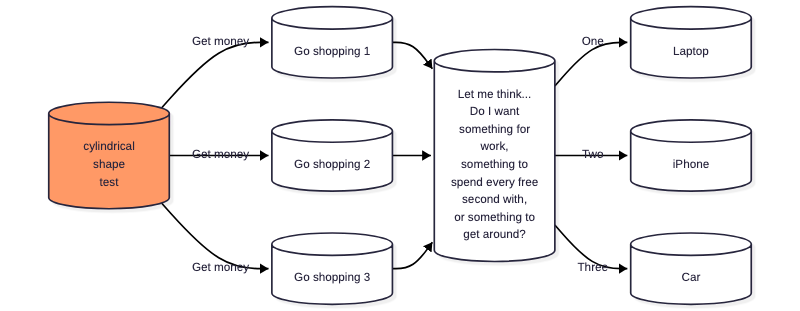 cylindrical
shape
test
Get money
Get money
Get money
Go shopping 1
Go shopping 2
Go shopping 3
Let me think...
Do I want
something for
work,
something to
spend every free
second with,
or something to
get around?
One
Two
Three
Laptop
iPhone
Car